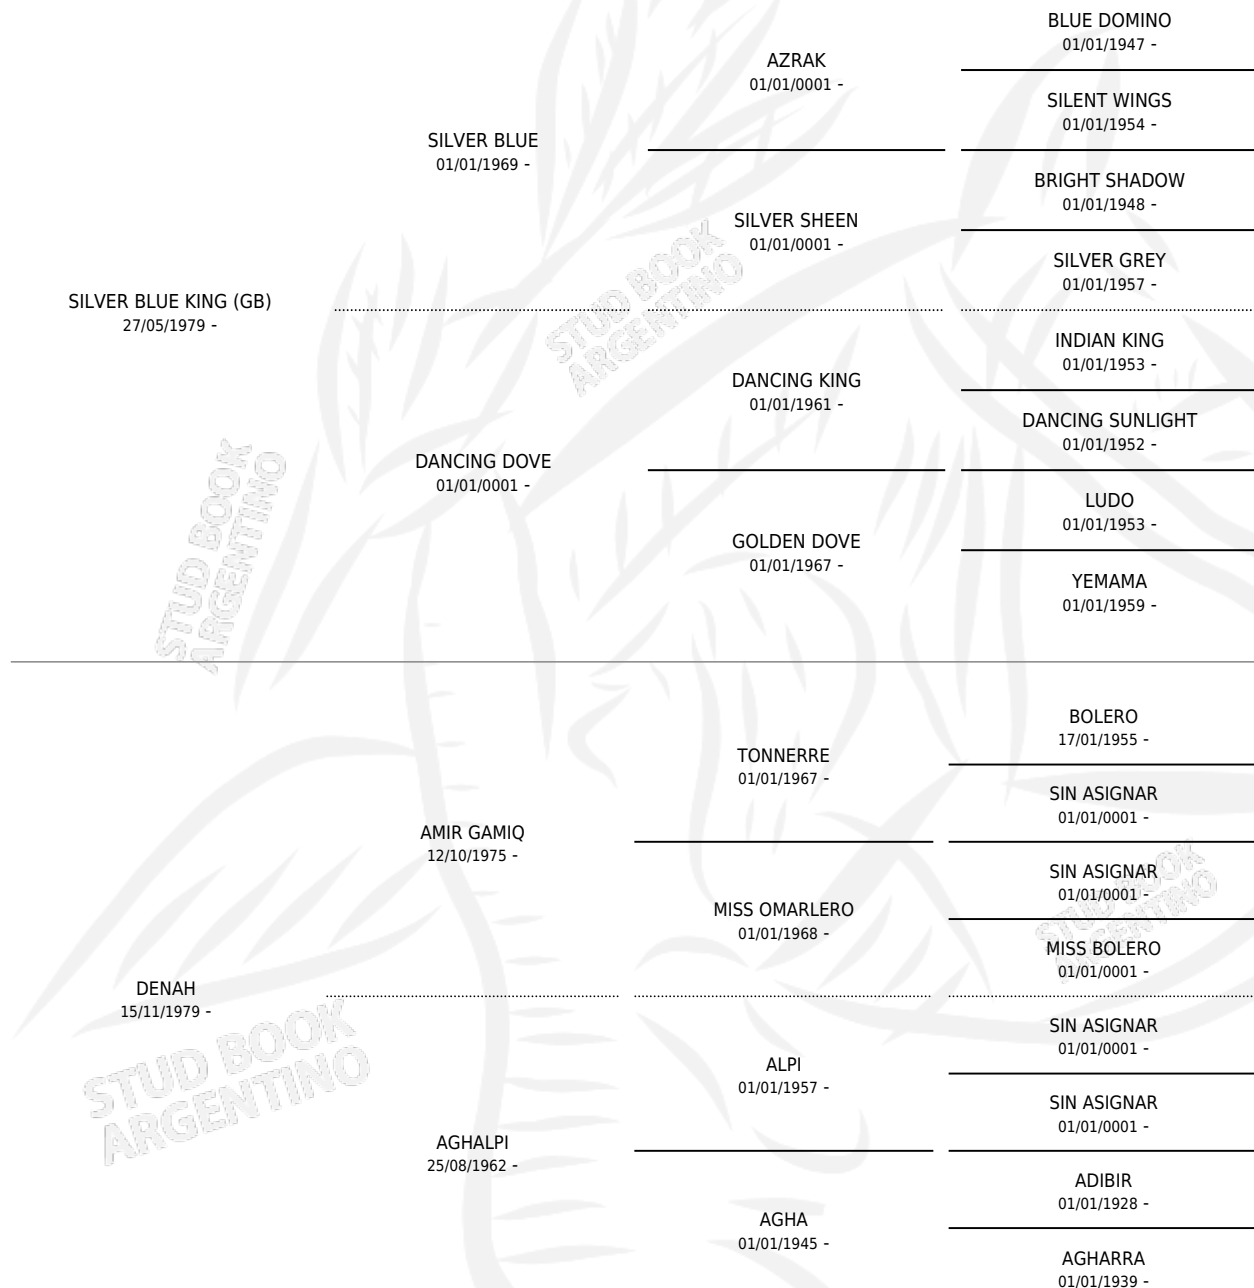 SILVER BLUE KING (GB)
27/05/1979 -
SILVER BLUE
01/01/1969 -
AZRAK
01/01/0001 -
BLUE DOMINO
01/01/1947 -
SILENT WINGS
01/01/1954 -
SILVER SHEEN
01/01/0001 -
BRIGHT SHADOW
01/01/1948 -
SILVER GREY
01/01/1957 -
DANCING DOVE
01/01/0001 -
DANCING KING
01/01/1961 -
INDIAN KING
01/01/1953 -
DANCING SUNLIGHT
01/01/1952 -
GOLDEN DOVE
01/01/1967 -
LUDO
01/01/1953 -
YEMAMA
01/01/1959 -
DENAH
15/11/1979 -
AMIR GAMIQ
12/10/1975 -
TONNERRE
01/01/1967 -
BOLERO
17/01/1955 -
SIN ASIGNAR
01/01/0001 -
MISS OMARLERO
01/01/1968 -
SIN ASIGNAR
01/01/0001 -
MISS BOLERO
01/01/0001 -
AGHALPI
25/08/1962 -
ALPI
01/01/1957 -
SIN ASIGNAR
01/01/0001 -
SIN ASIGNAR
01/01/0001 -
AGHA
01/01/1945 -
ADIBIR
01/01/1928 -
AGHARRA
01/01/1939 -
STUD BOOK
ARGENTINO
STUD BOOK
ARGENTINO
STUD BOOK
ARGENTINO
STUD BOOK
ARGENTINO